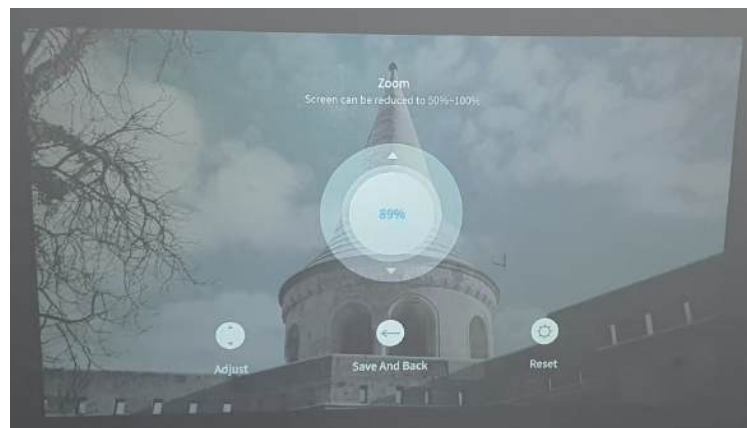 Zoom
Screen can be reduced to 50%~100%
89%
Adjust
Save And Back
Reset